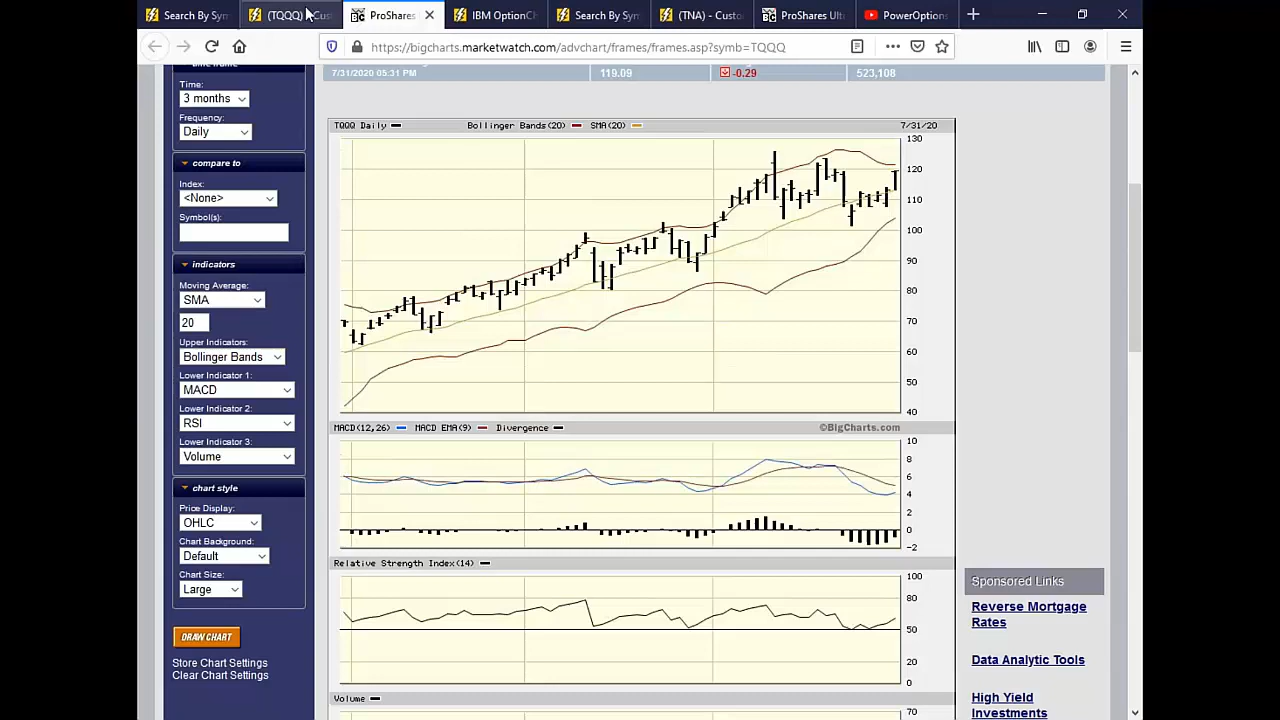 Search By Sym
(TQQQ) - Cust
ProShares
IBM OptionCh
Search By Sym
(TNA) - Custo
ProShares Ultr
PowerOptions
https://bigcharts.marketwatch.com/advchart/frames/frames.asp?symb=TQQQ
time frame
Time:
3 months
Frequency:
Daily
compare to
Index:
<None>
Symbol(s):
indicators
Moving Average:
SMA
20
Upper Indicators:
Bollinger Bands
Lower Indicator 1:
MACD
Lower Indicator 2:
RSI
Lower Indicator 3:
Volume
chart style
Price Display:
OHLC
Chart Background:
Default
Chart Size:
Large
DRAW CHART
Store Chart Settings
Clear Chart Settings
7/31/2020 05:31 PM 119.09 -0.29 523,108
TQQQ Daily Bollinger Bands(20) SMA(20) 7/31/20
130
120
110
100
90
80
70
60
50
40
©BigCharts.com
MACD(12,26) MACD EMA(9) Divergence
10
8
6
4
2
0
-2
Relative Strength Index(14)
100
80
50
20
0
Volume
70
Sponsored Links
Reverse Mortgage
Rates
Data Analytic Tools
High Yield
Investments